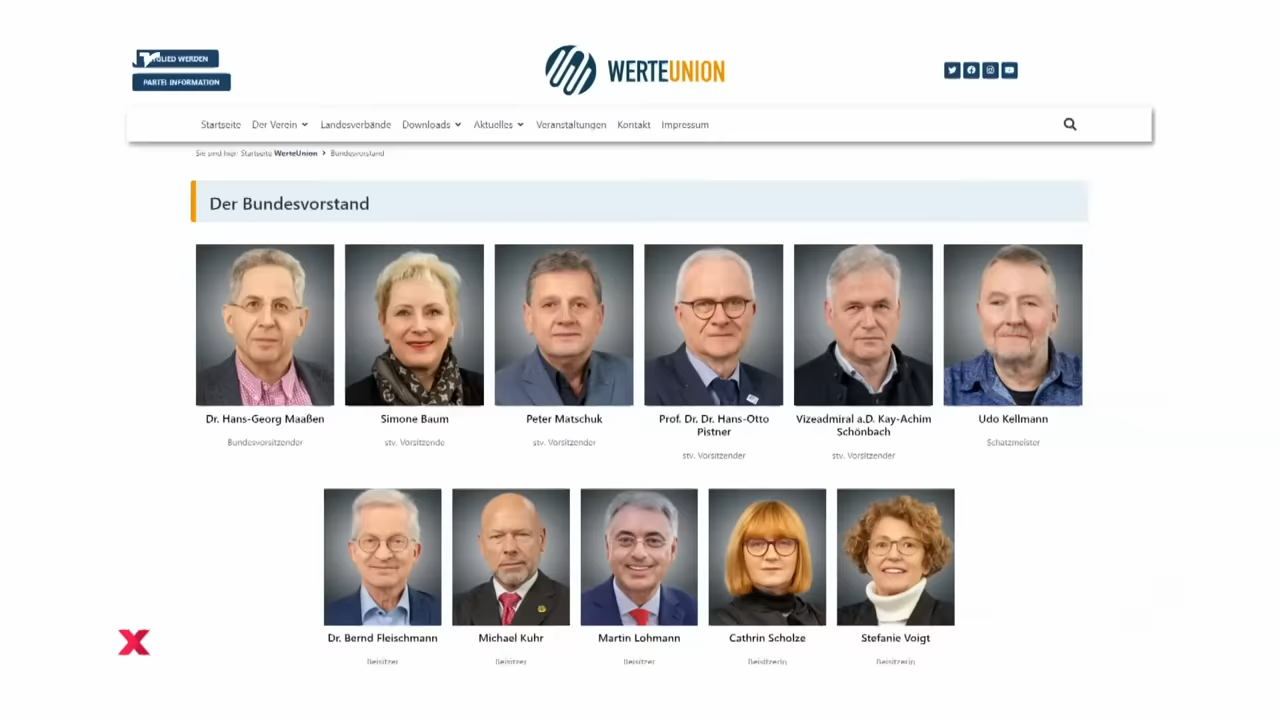 GLIED WERDEN
PARTEI INFORMATION
WERTEUNION
Startseite Der Verein Landesverbände Downloads Aktuelles Veranstaltungen Kontakt Impressum
Sie sind hier: Startseite WerteUnion > Bundesvorstand
Der Bundesvorstand
Dr. Hans-Georg Maaßen
Bundesvorsitzender
Simone Baum
stv. Vorsitzende
Peter Matschuk
stv. Vorsitzender
Prof. Dr. Dr. Hans-Otto
Pistner
stv. Vorsitzender
Vizeadmiral a.D. Kay-Achim
Schönbach
stv. Vorsitzender
Udo Kellmann
Schatzmeister
Dr. Bernd Fleischmann
Beisitzer
Michael Kuhr
Beisitzer
Martin Lohmann
Beisitzer
Cathrin Scholze
Beisitzerin
Stefanie Voigt
Beisitzerin